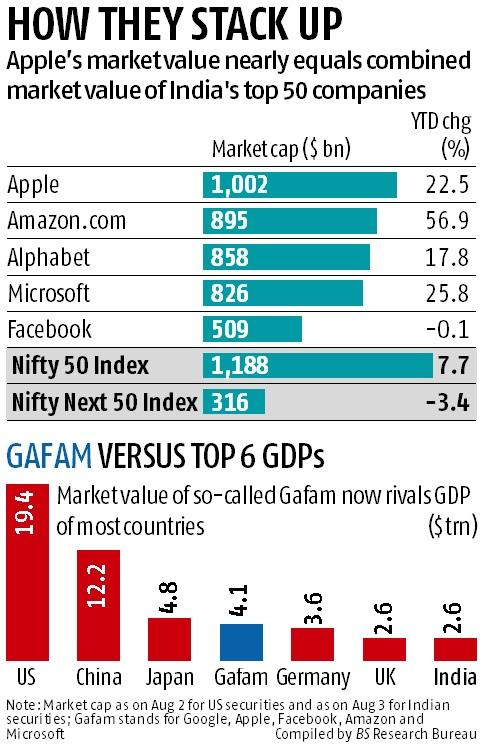 HOW THEY STACK UP
Apple's market value nearly equals combined
market value of India's top 50 companies
YTD chg
Market cap ($ bn) (%)
Apple 1,002 22.5
Amazon.com 895 56.9
Alphabet 858 17.8
Microsoft 826 25.8
Facebook 509 -0.1
Nifty 50 Index 1,188 7.7
Nifty Next 50 Index 316 -3.4
GAFAM VERSUS TOP 6 GDPs
Market value of so-called Gafam now rivals GDP
of most countries ($ trn)
19.4 12.2 4.8 4.1 3.6 2.6 2.6
US China Japan Gafam Germany UK India
Note: Market cap as on Aug 2 for US securities and as on Aug 3 for Indian
securities; Gafam stands for Google, Apple, Facebook, Amazon and
Microsoft Compiled by BS Research Bureau